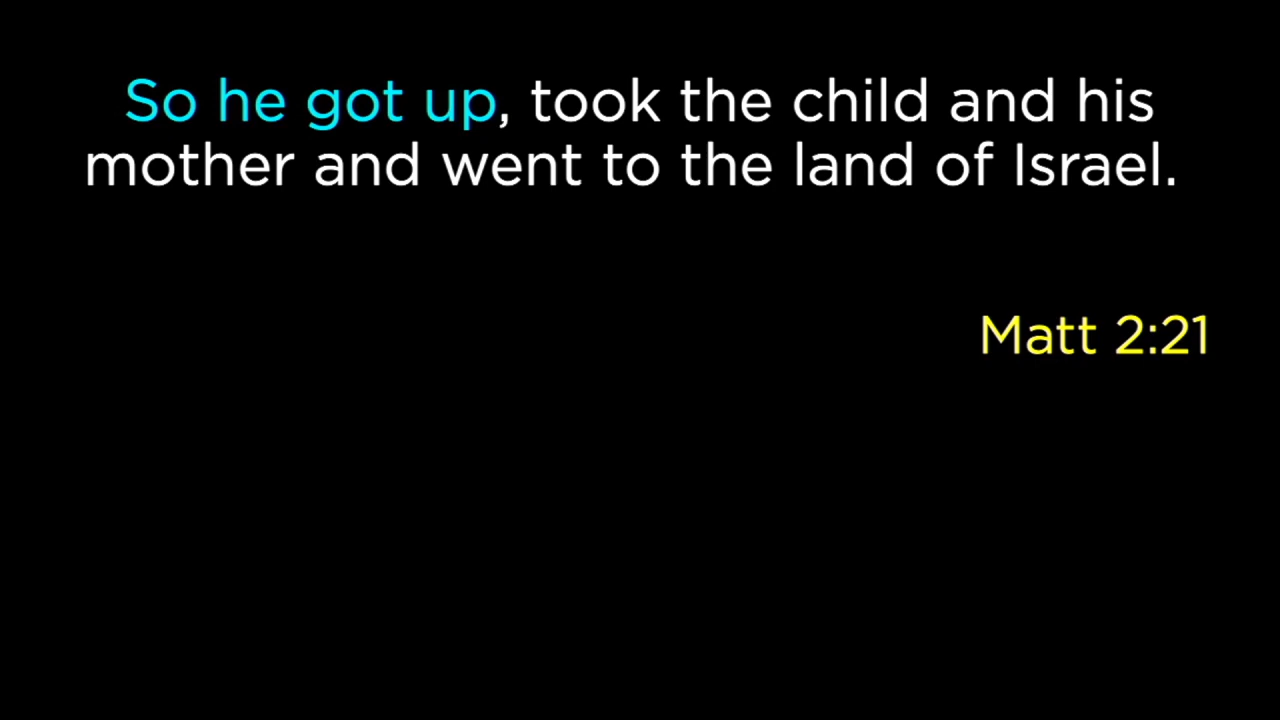 So he got up, took the child and his
mother and went to the land of Israel.
Matt 2:21